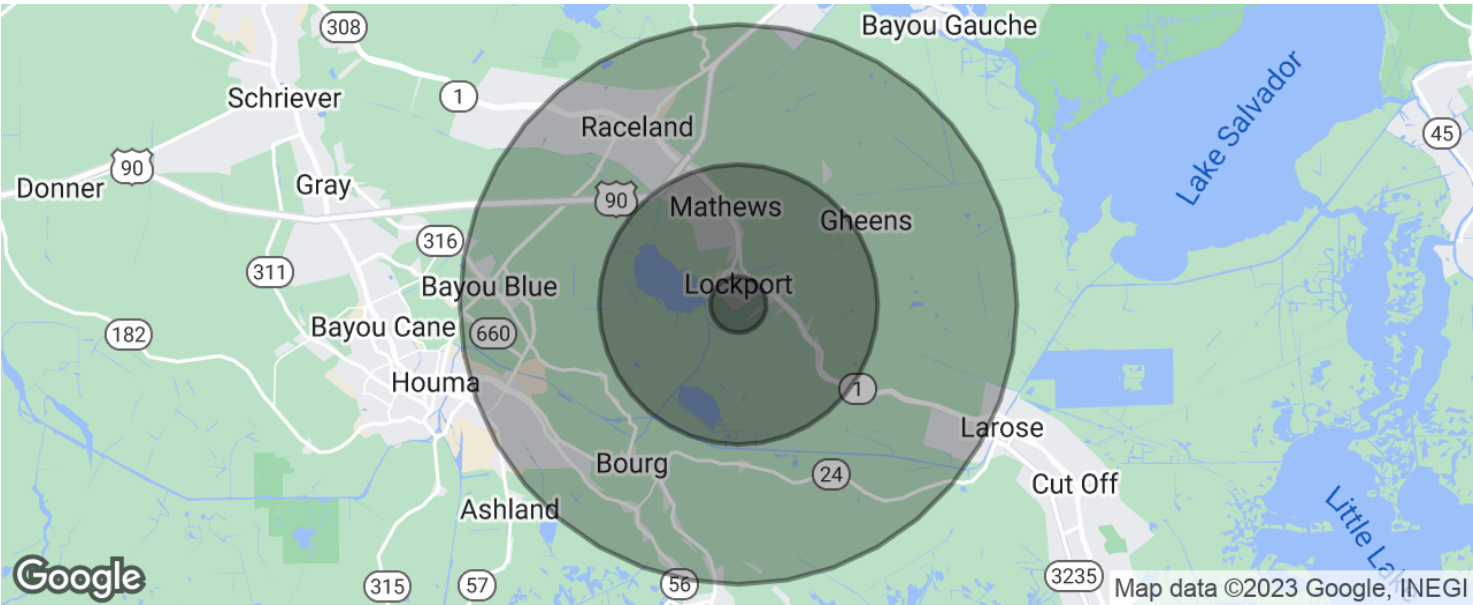 Bayou Gauche
308
Schriever
1
Raceland
Lake Salvador
45
90
Donner
Gray
90
Mathews
Gheens
316
311
Bayou Blue
Lockport
182
Bayou Cane
660
Houma
1
Larose
Bourg
24
Cut Off
Ashland
Little
Google
315
57
56
3235
Map data ©2023 Google, INEGI